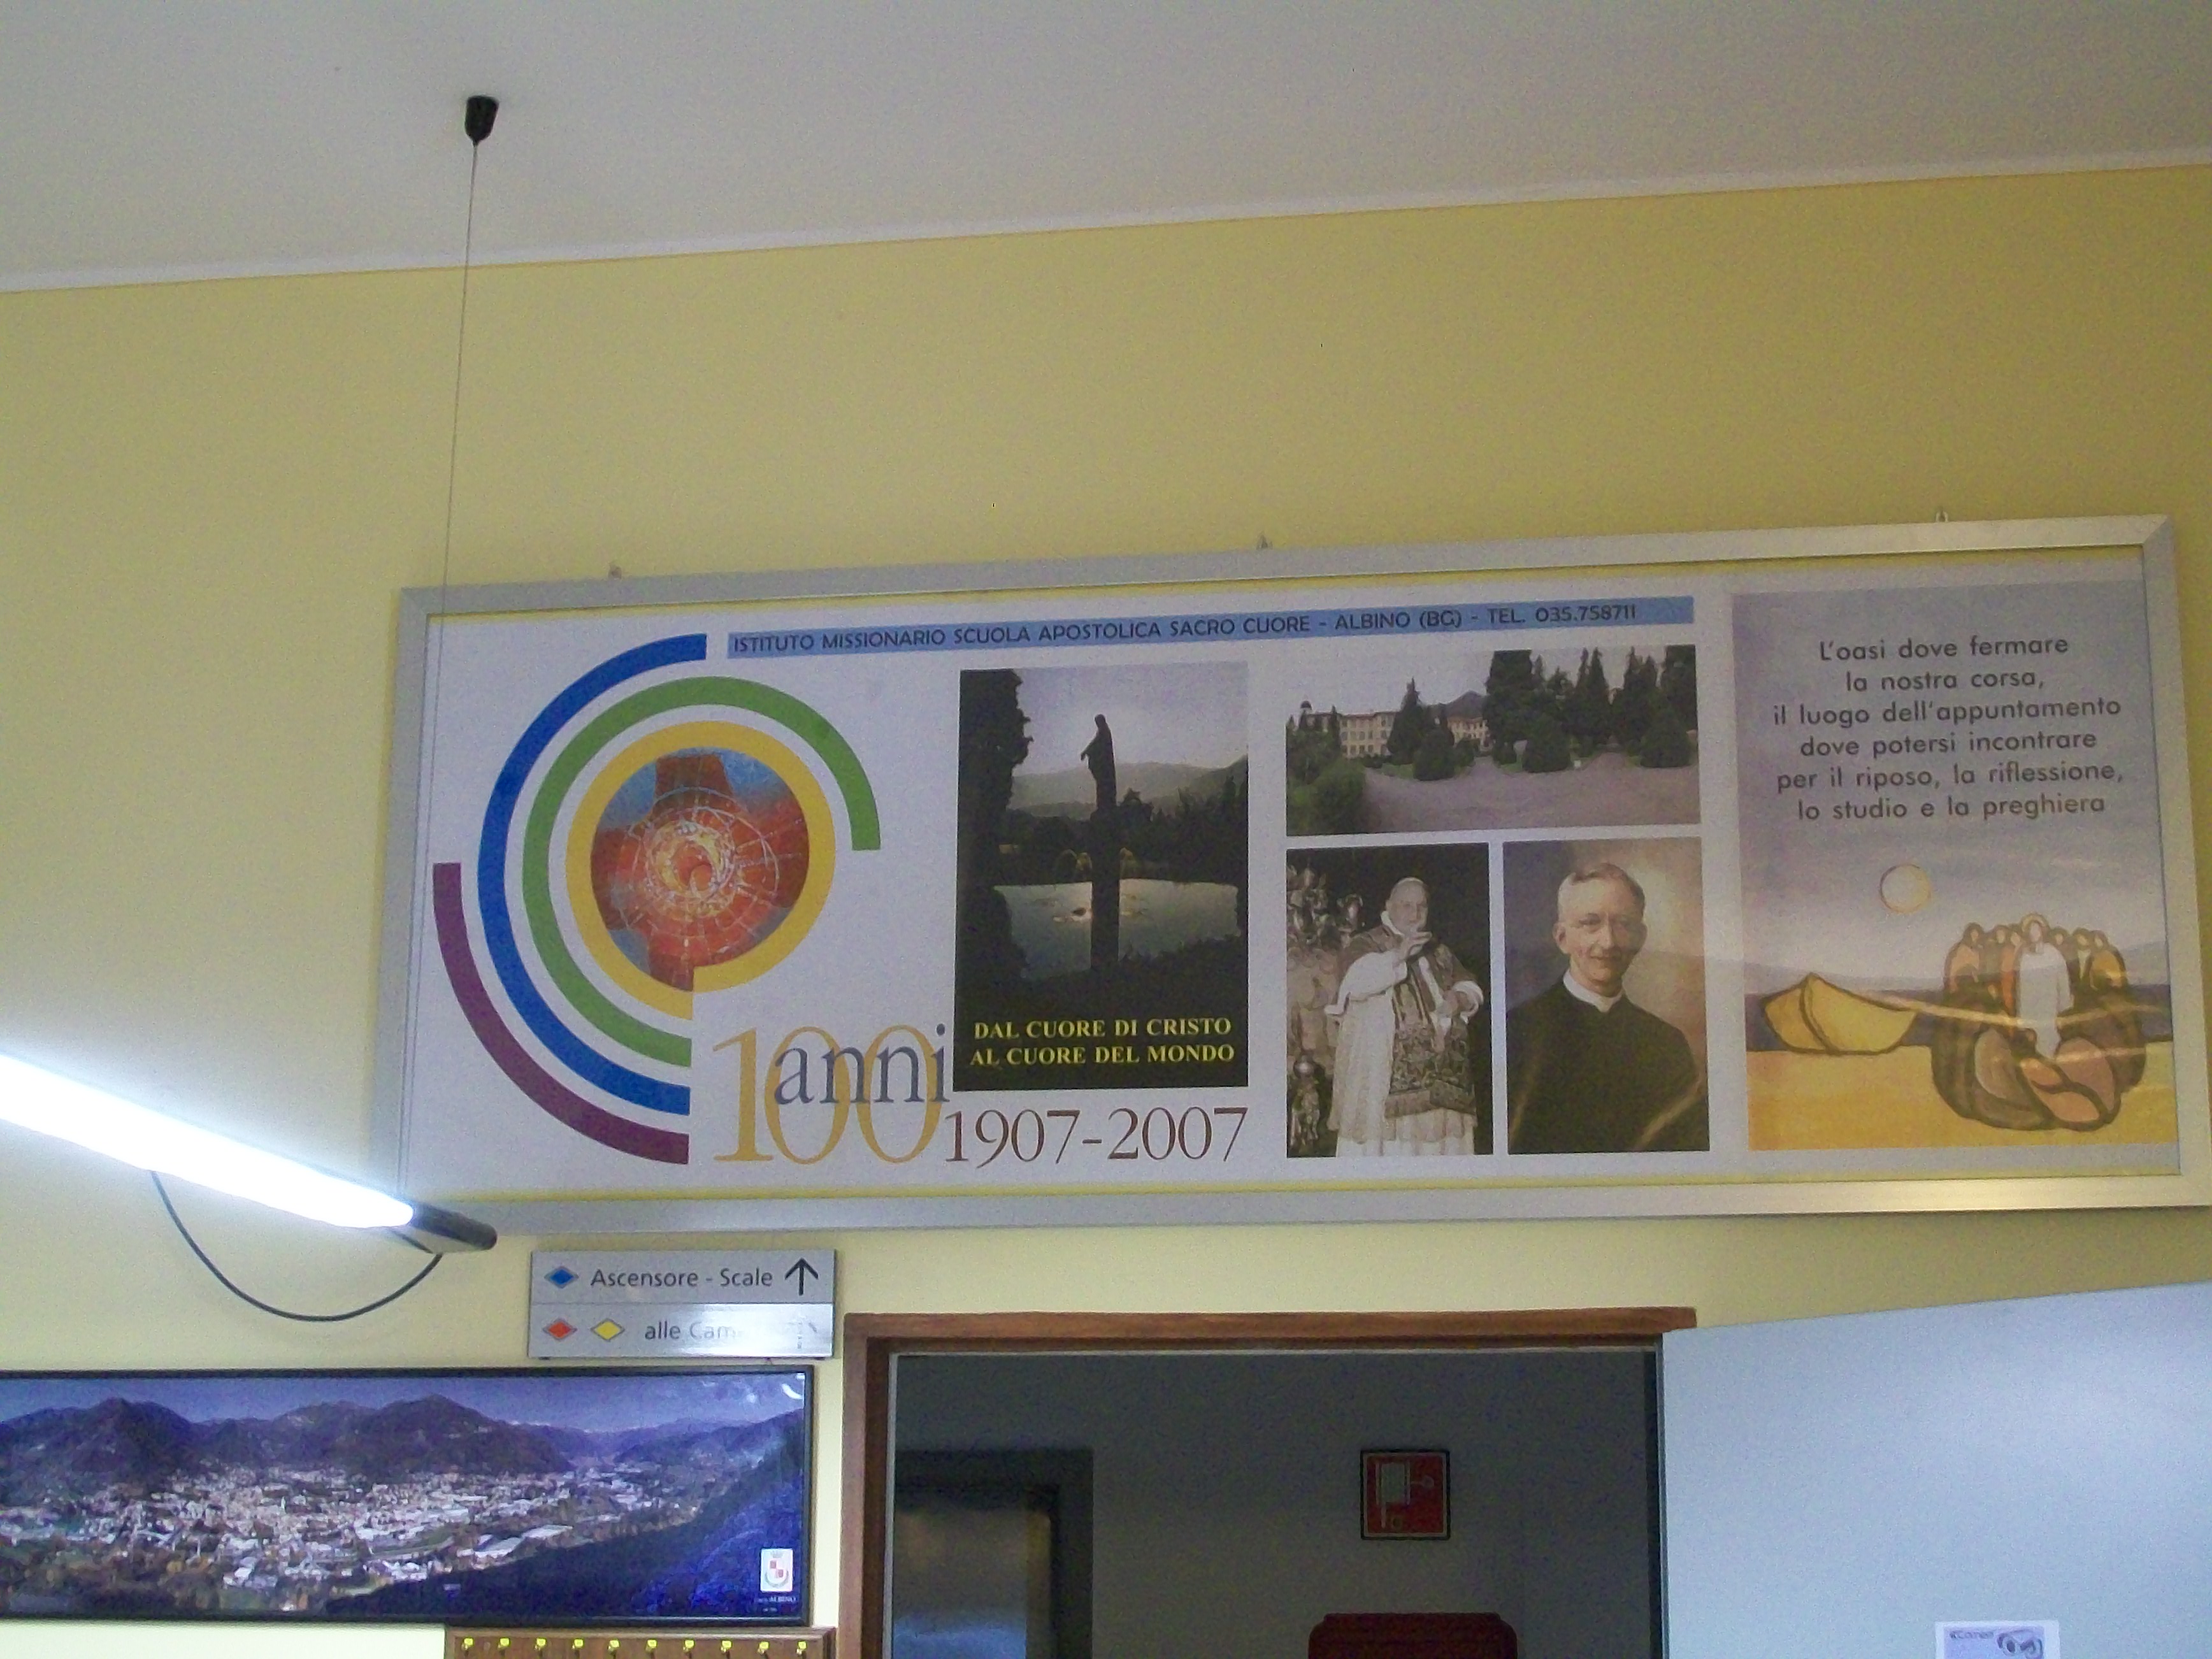 ISTITUTO MISSIONARIO SCUOLA APOSTOLICA SACRO CUORE - ALBINO (BG) - TEL. 035.758711
100
anni
DAL CUORE DI CRISTO
AL CUORE DEL MONDO
1907-2007
L'oasi dove fermare
la nostra corsa,
il luogo dell'appuntamento
dove potersi incontrare
per il riposo, la riflessione,
lo studio e la preghiera
Ascensore - Scale
alle
ALBINO